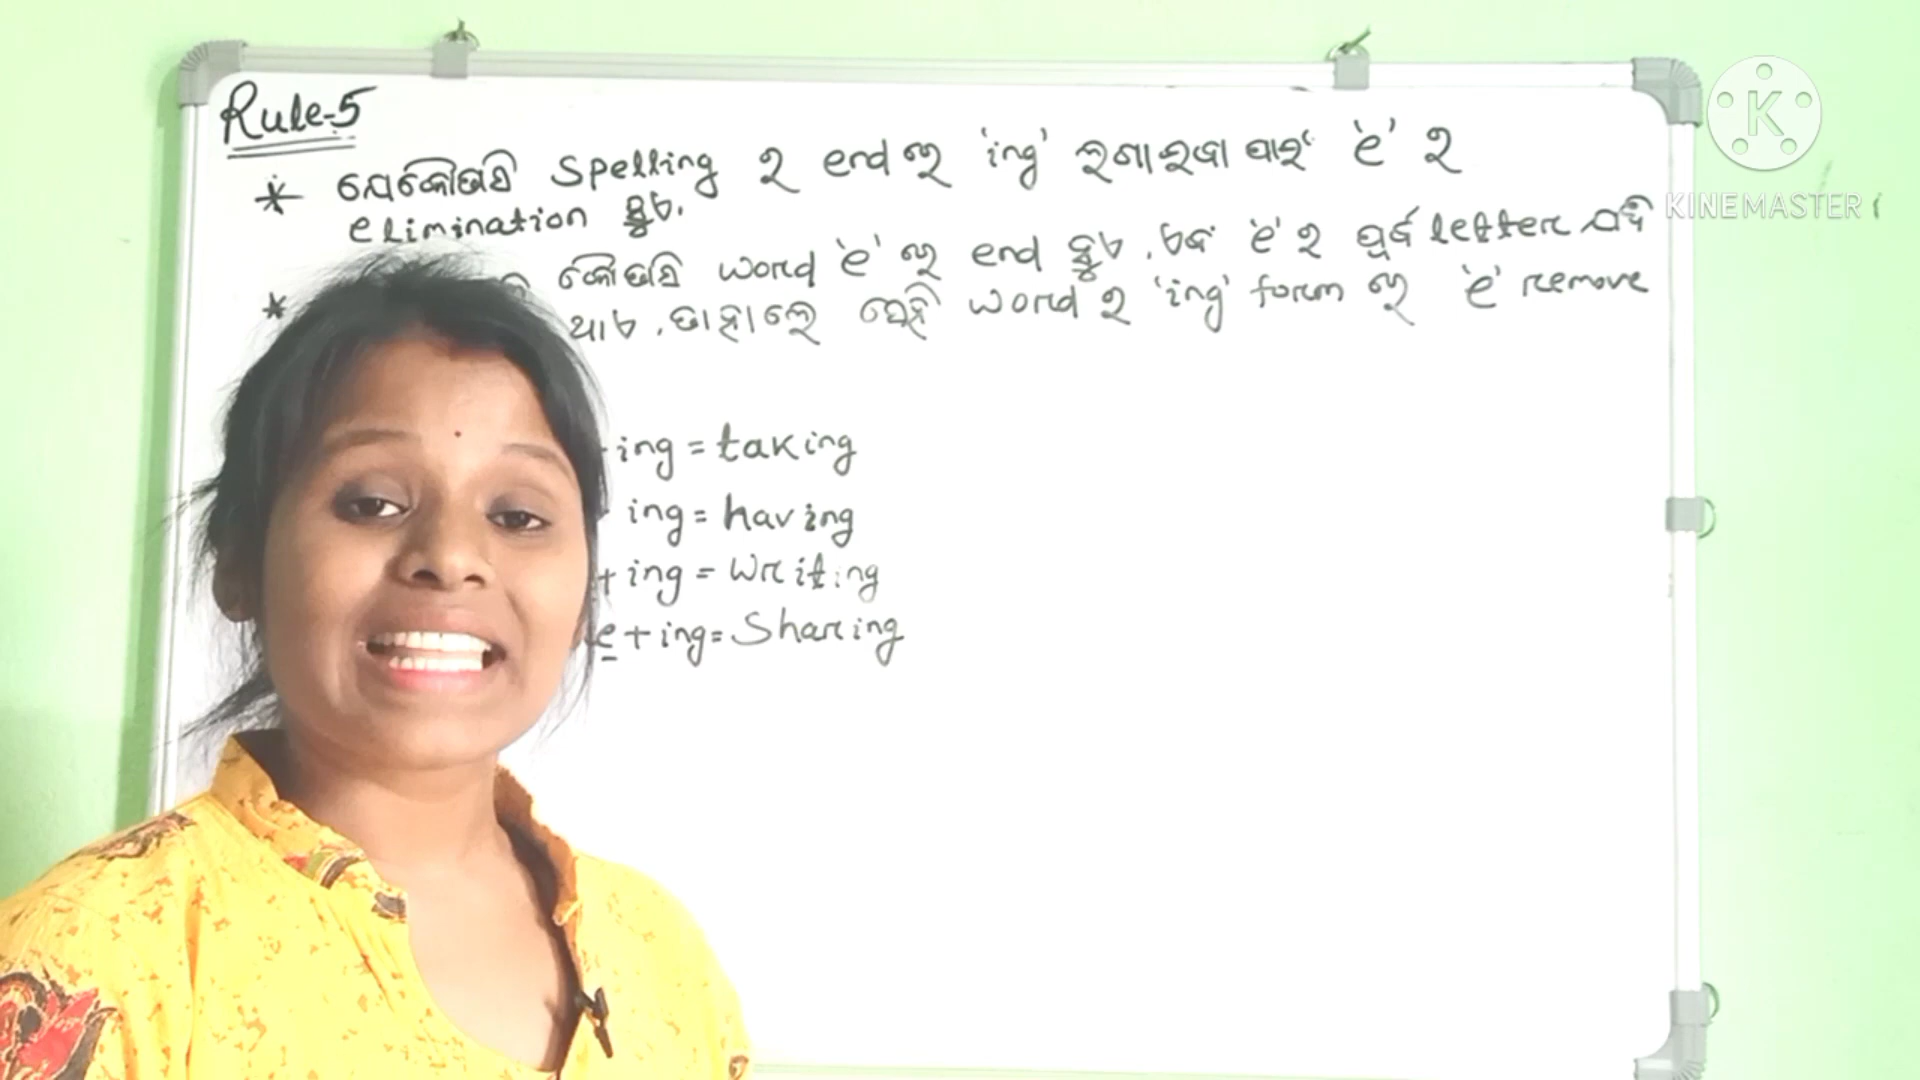 Rule-5
* ଯେକୌଣସି Spelling ର end ରେ 'ing' ଲଗାଇବା ପାଇଁ 'e' ର
elimination ହୁଏ.
* କୌଣସି word 'e' ରେ end ହୁଏ, ଏବଂ 'e' ର ପୂର୍ବ letter ଯଦି
ଥାଏ, ତାହାଲେ ସେହି word ର 'ing' form ରେ 'e' remove
ing = taking
ing = having
+ ing = writing
e + ing = Sharing
K
KINEMASTER